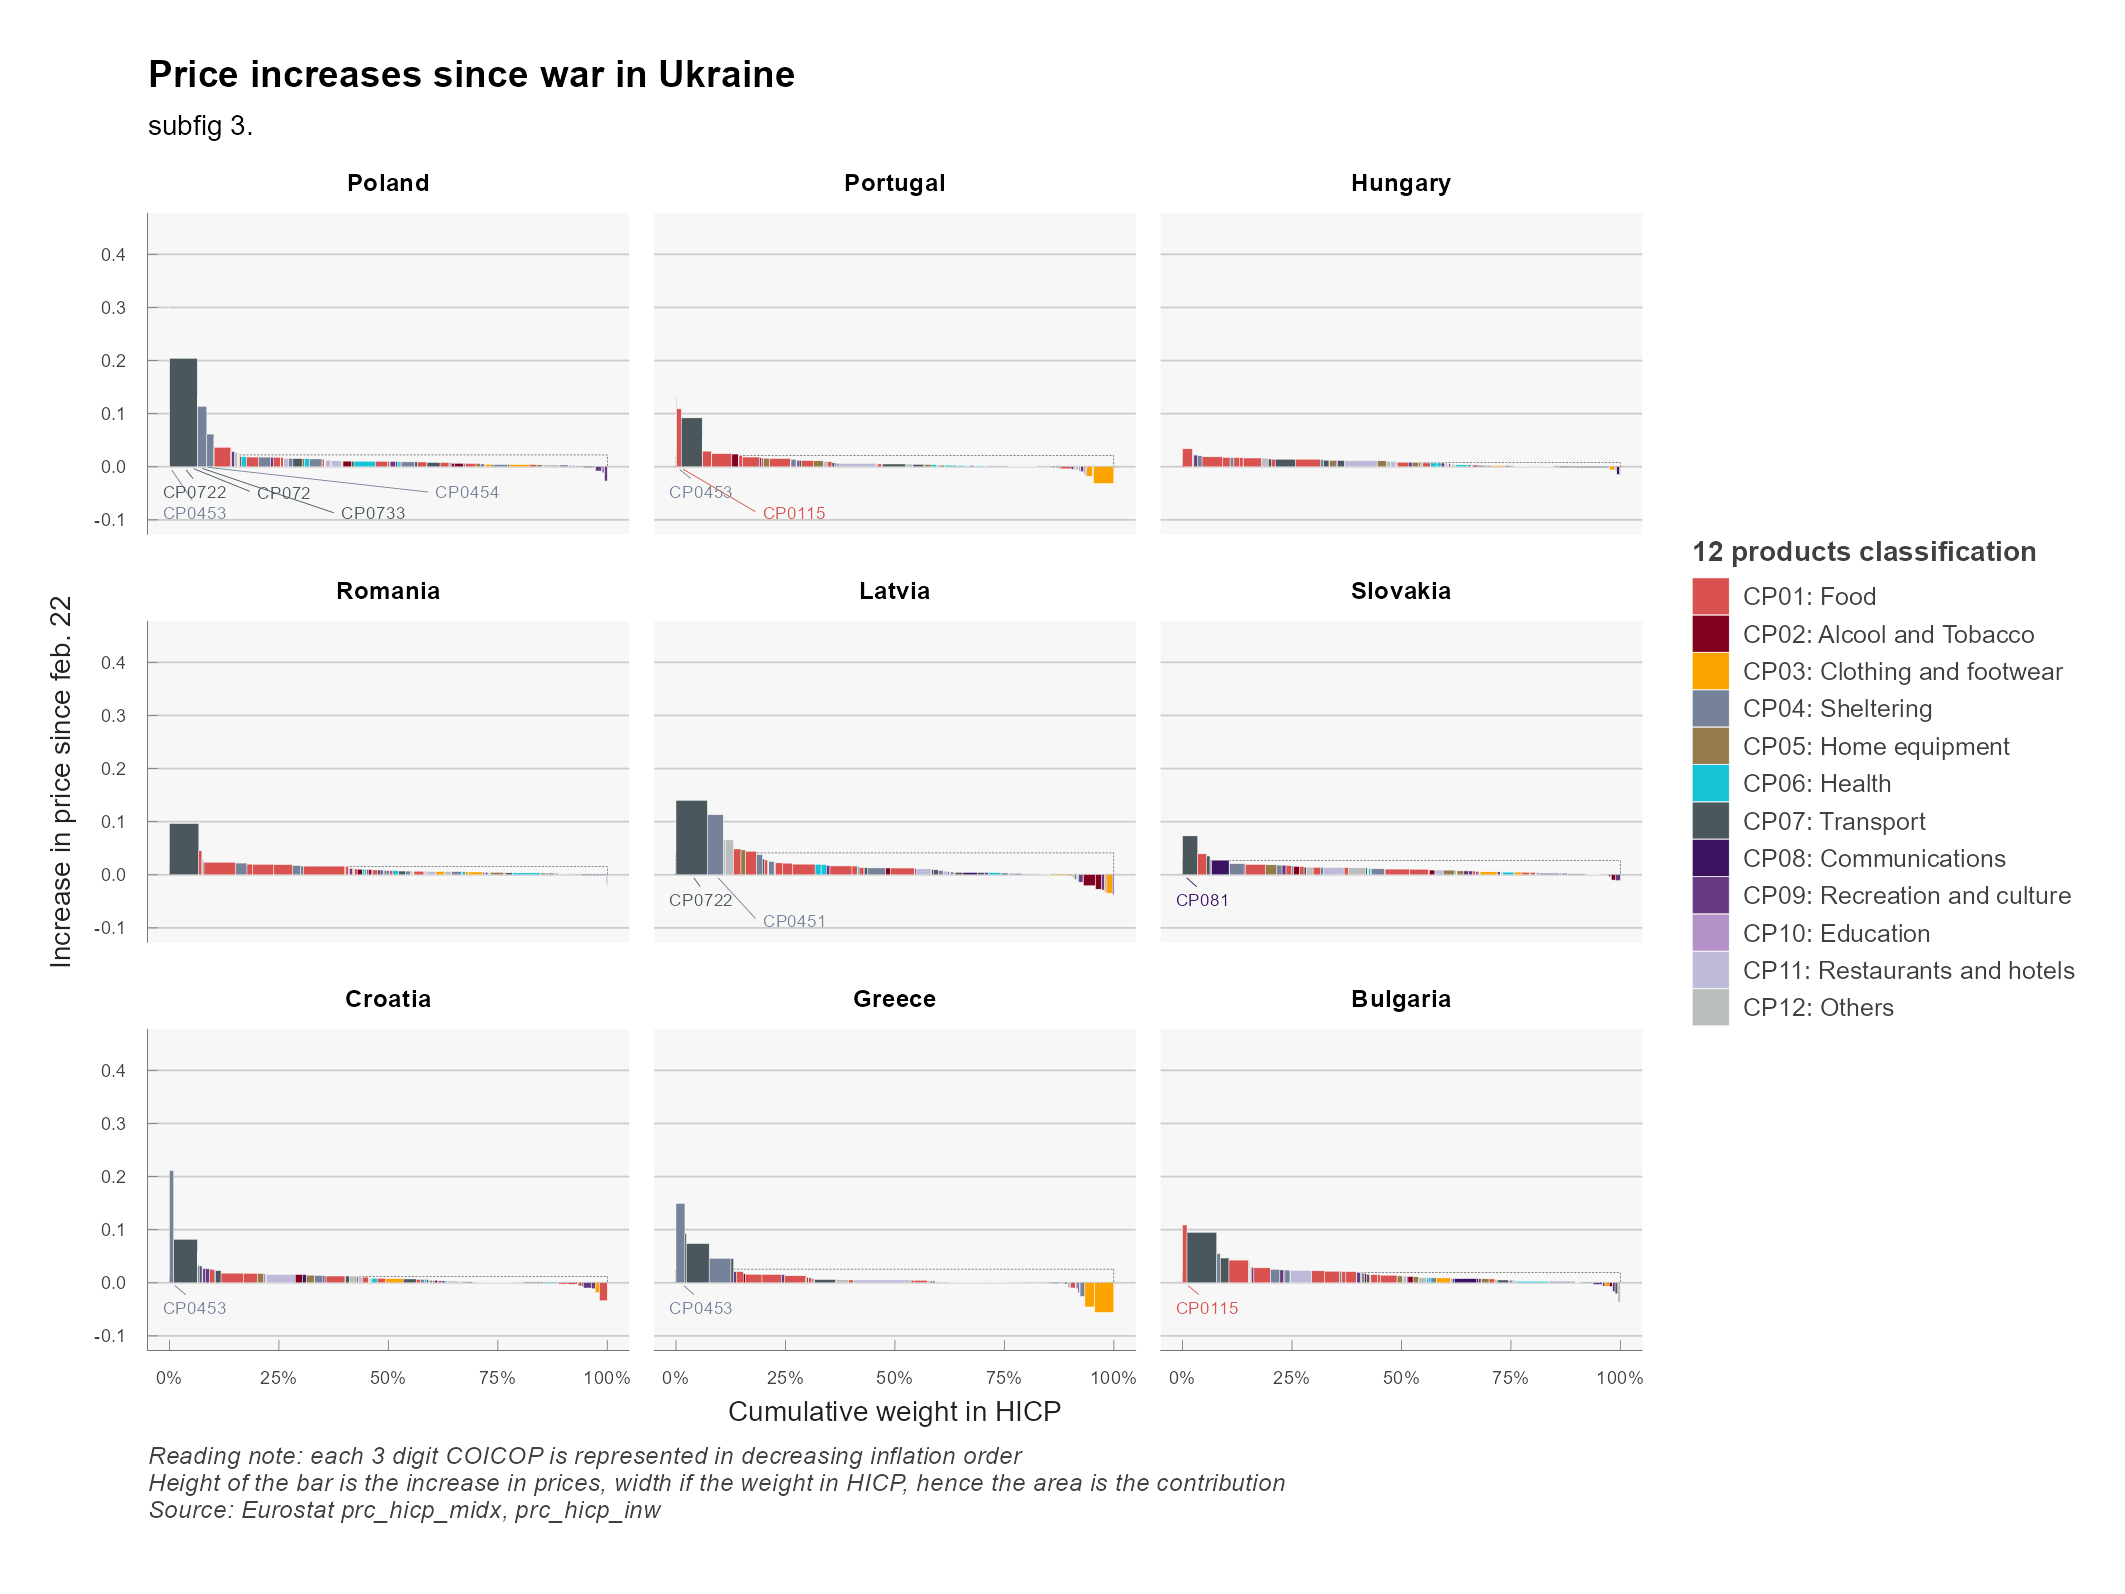 Price increases since war in Ukraine
subfig 3.
Poland
Portugal
Hungary
0.4
0.3
0.2
0.1
0.0
-0.1
CP0722
CP072
CP0454
CP0453
CP0733
CP0453
CP0115
Romania
Latvia
Slovakia
0.4
0.3
0.2
0.1
0.0
-0.1
CP0722
CP0451
CP081
Croatia
Greece
Bulgaria
0.4
0.3
0.2
0.1
0.0
-0.1
CP0453
CP0453
CP0115
0%
25%
50%
75%
100%
0%
25%
50%
75%
100%
0%
25%
50%
75%
100%
Increase in price since feb. 22
Cumulative weight in HICP
12 products classification
CP01: Food
CP02: Alcool and Tobacco
CP03: Clothing and footwear
CP04: Sheltering
CP05: Home equipment
CP06: Health
CP07: Transport
CP08: Communications
CP09: Recreation and culture
CP10: Education
CP11: Restaurants and hotels
CP12: Others
Reading note: each 3 digit COICOP is represented in decreasing inflation order
Height of the bar is the increase in prices, width if the weight in HICP, hence the area is the contribution
Source: Eurostat prc_hicp_midx, prc_hicp_inw